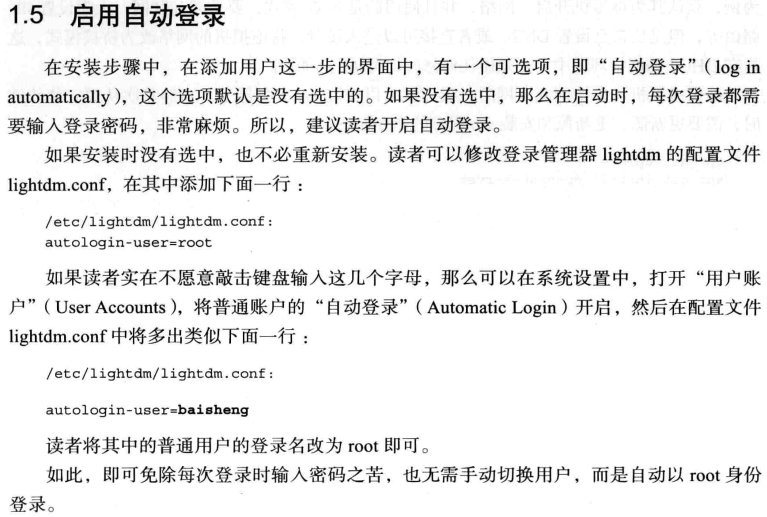 1.5 启用自动登录
在安装步骤中，在添加用户这一步的界面中，有一个可选项，即“自动登录”（log in
automatically），这个选项默认是没有选中的。如果没有选中，那么在启动时，每次登录都需
要输入登录密码，非常麻烦。所以，建议读者开启自动登录。
如果安装时没有选中，也不必重新安装。读者可以修改登录管理器 lightdm 的配置文件
lightdm.conf，在其中添加下面一行：
/etc/lightdm/lightdm.conf:
autologin-user=root
如果读者实在不愿意敲击键盘输入这几个字母，那么可以在系统设置中，打开“用户账
户”（User Accounts），将普通账户的“自动登录”（Automatic Login）开启，然后在配置文件
lightdm.conf 中将多出类似下面一行：
/etc/lightdm/lightdm.conf:
autologin-user=baisheng
读者将其中的普通用户的登录名改为 root 即可。
如此，即可免除每次登录时输入密码之苦，也无需手动切换用户，而是自动以 root 身份
登录。